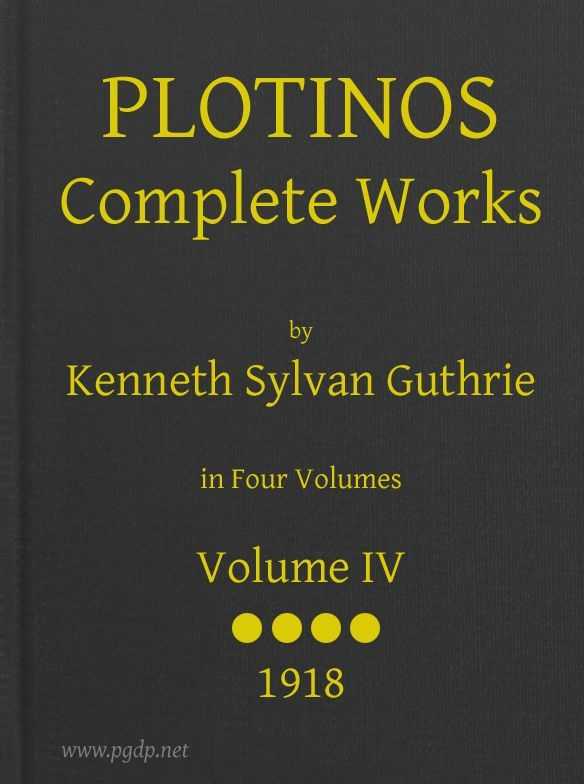 PLOTINOS
Complete Works
by
Kenneth Sylvan Guthrie
in Four Volumes
Volume IV
1918
www.pgdp.net